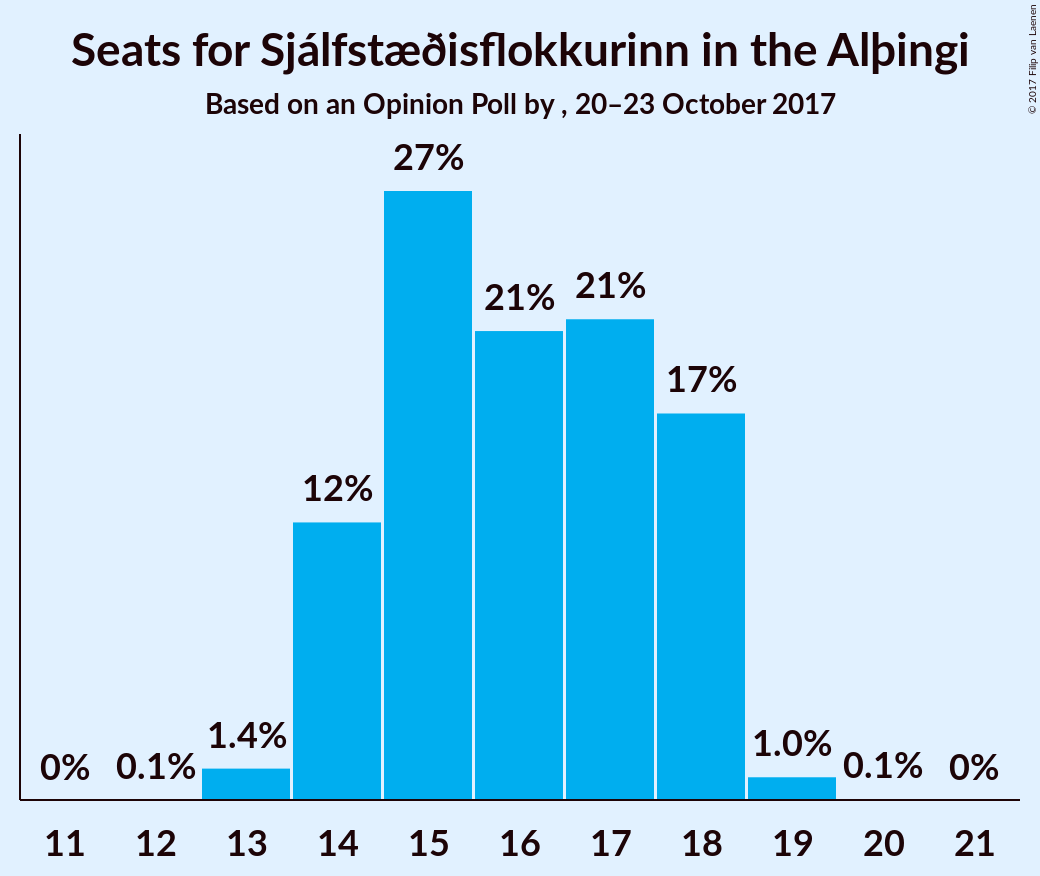 Seats for Sjálfstæðisflokkurinn in the Alþingi
Based on an Opinion Poll by , 20–23 October 2017
© 2017 Filip van Laenen
27%
21%
21%
17%
12%
1.4%
1.0%
0%
0.1%
0.1%
0%
11 12 13 14 15 16 17 18 19 20 21